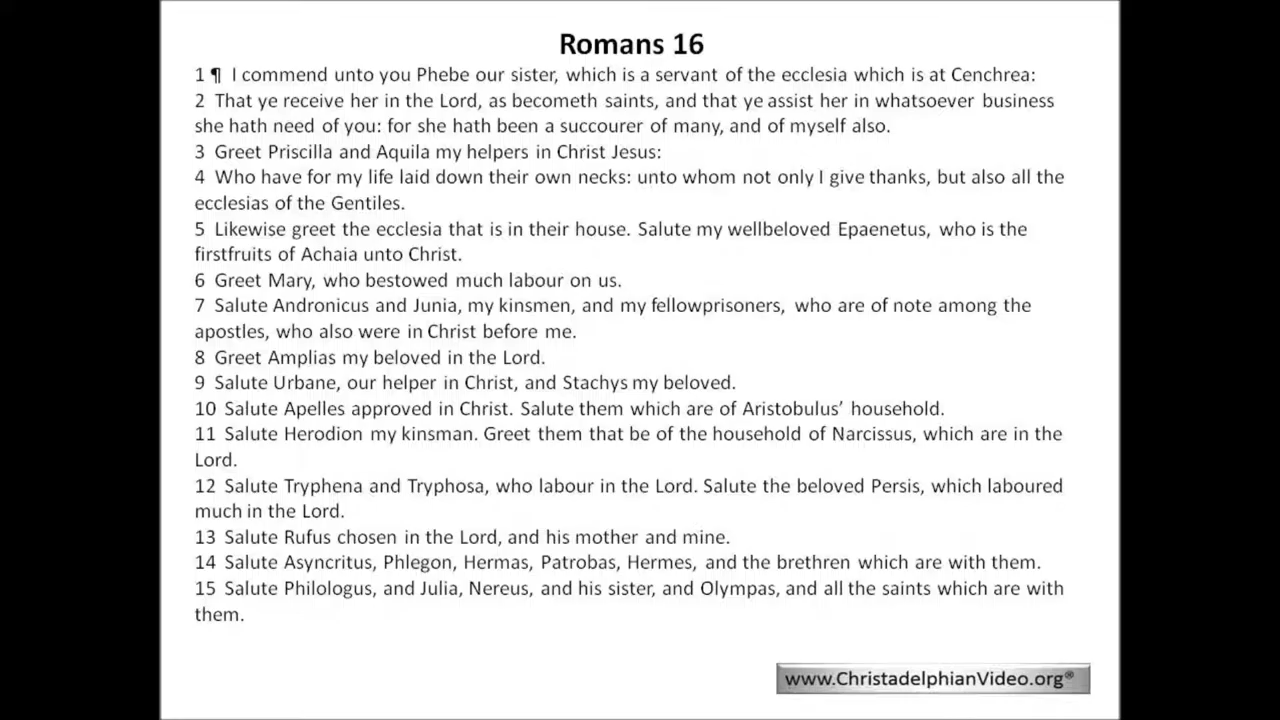 Romans 16
1 ¶ I commend unto you Phebe our sister, which is a servant of the ecclesia which is at Cenchrea:
2 That ye receive her in the Lord, as becometh saints, and that ye assist her in whatsoever business
she hath need of you: for she hath been a succourer of many, and of myself also.
3 Greet Priscilla and Aquila my helpers in Christ Jesus:
4 Who have for my life laid down their own necks: unto whom not only I give thanks, but also all the
ecclesias of the Gentiles.
5 Likewise greet the ecclesia that is in their house. Salute my wellbeloved Epaenetus, who is the
firstfruits of Achaia unto Christ.
6 Greet Mary, who bestowed much labour on us.
7 Salute Andronicus and Junia, my kinsmen, and my fellowprisoners, who are of note among the
apostles, who also were in Christ before me.
8 Greet Amplias my beloved in the Lord.
9 Salute Urbane, our helper in Christ, and Stachys my beloved.
10 Salute Apelles approved in Christ. Salute them which are of Aristobulus’ household.
11 Salute Herodion my kinsman. Greet them that be of the household of Narcissus, which are in the
Lord.
12 Salute Tryphena and Tryphosa, who labour in the Lord. Salute the beloved Persis, which laboured
much in the Lord.
13 Salute Rufus chosen in the Lord, and his mother and mine.
14 Salute Asyncritus, Phlegon, Hermas, Patrobas, Hermes, and the brethren which are with them.
15 Salute Philologus, and Julia, Nereus, and his sister, and Olympas, and all the saints which are with
them.
www.ChristadelphianVideo.org®